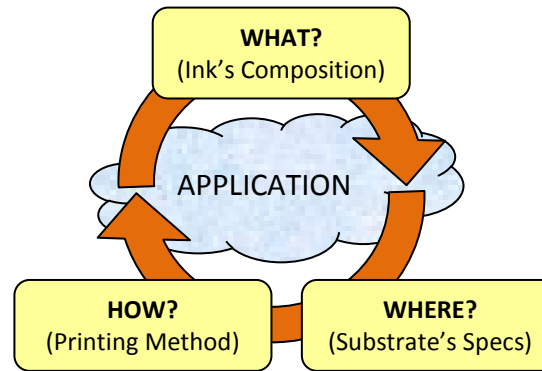 WHAT?
(Ink’s Composition)
APPLICATION
HOW?
(Printing Method)
WHERE?
(Substrate’s Specs)